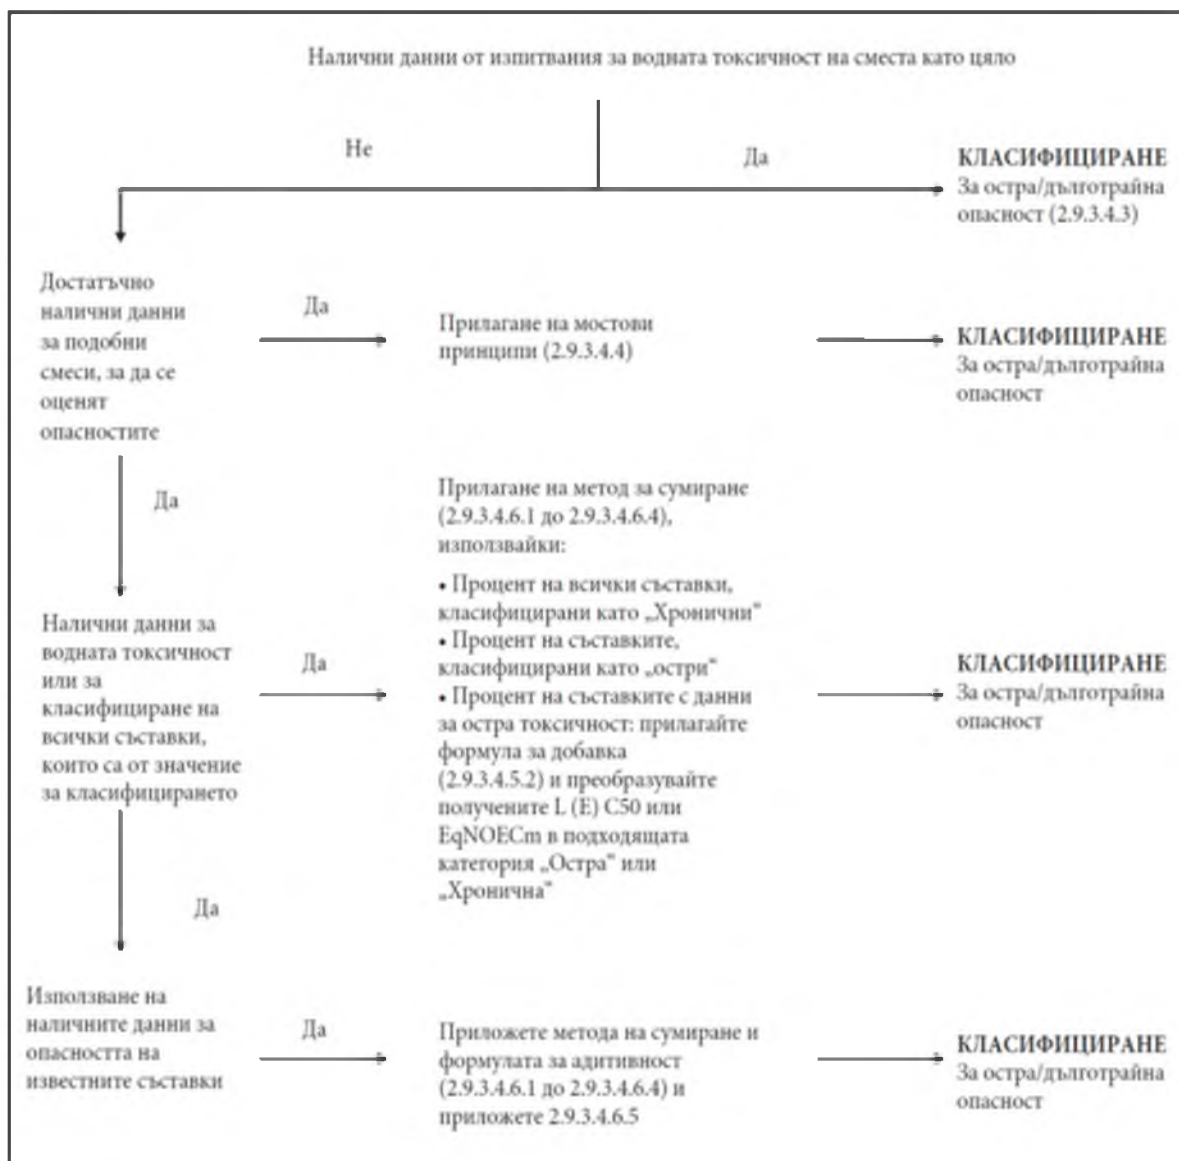 Налични данни от изпитвания за водната токсичност на сместа като цяло
Не
Да
КЛАСИФИЦИРАНЕ
За остра/дълготрайна
опасност (2.9.3.4.3)
Достатъчно
налични данни
за подобни
смеси, за да се
оценят
опасностите
Да
Прилагане на мостови
принципи (2.9.3.4.4)
КЛАСИФИЦИРАНЕ
За остра/дълготрайна
опасност
Да
Прилагане на метод за сумиране
(2.9.3.4.6.1 до 2.9.3.4.6.4),
използвайки:
• Процент на всички съставки,
класифицирани като „Хронични“
• Процент на съставките,
класифицирани като „остри“
• Процент на съставките с данни
за остра токсичност: прилагайте
формула за добавка
(2.9.3.4.5.2) и преобразувайте
получените L (E) C50 или
EqNOECm в подходящата
категория „Остра“ или
„Хронична“
Налични данни за
водната токсичност
или за
класифициране на
всички съставки,
които са от значение
за класифицирането
Да
КЛАСИФИЦИРАНЕ
За остра/дълготрайна
опасност
Да
Използване на
наличните данни за
опасността на
известните съставки
Да
Приложете метода на сумиране и
формулата за адитивност
(2.9.3.4.6.1 до 2.9.3.4.6.4) и
приложете 2.9.3.4.6.5
КЛАСИФИЦИРАНЕ
За остра/дълготрайна
опасност